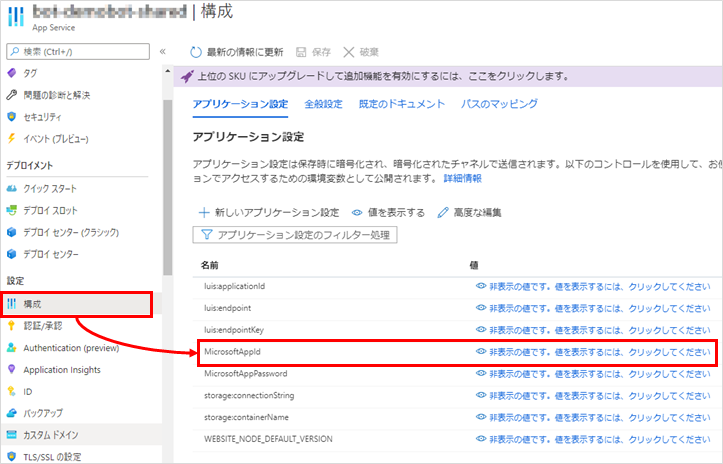 | 構成
App Service
検索 (Ctrl+/)
«
最新の情報に更新
保存
破棄
タグ
問題の診断と解決
セキュリティ
イベント (プレビュー)
デプロイメント
クイック スタート
デプロイ スロット
デプロイ センター (クラシック)
デプロイ センター
設定
構成
認証/承認
Authentication (preview)
Application Insights
ID
バックアップ
カスタム ドメイン
TLS/SSL の設定
上位の SKU にアップグレードして追加機能を有効にするには、ここをクリックします。
アプリケーション設定
全般設定
既定のドキュメント
パスのマッピング
アプリケーション設定
アプリケーション設定は保存時に暗号化され、暗号化されたチャネルで送信されます。以下のコントロールを使用して、お使
ョンでアクセスするための環境変数として公開されます。 詳細情報
新しいアプリケーション設定
値を表示する
高度な編集
アプリケーション設定のフィルター処理
名前
値
luis:applicationId
非表示の値です。値を表示するには、クリックしてください
luis:endpoint
非表示の値です。値を表示するには、クリックしてください
luis:endpointKey
非表示の値です。値を表示するには、クリックしてください
MicrosoftAppId
非表示の値です。値を表示するには、クリックしてください
MicrosoftAppPassword
非表示の値です。値を表示するには、クリックしてください
storage:connectionString
非表示の値です。値を表示するには、クリックしてください
storage:containerName
非表示の値です。値を表示するには、クリックしてください
WEBSITE_NODE_DEFAULT_VERSION
非表示の値です。値を表示するには、クリックしてください